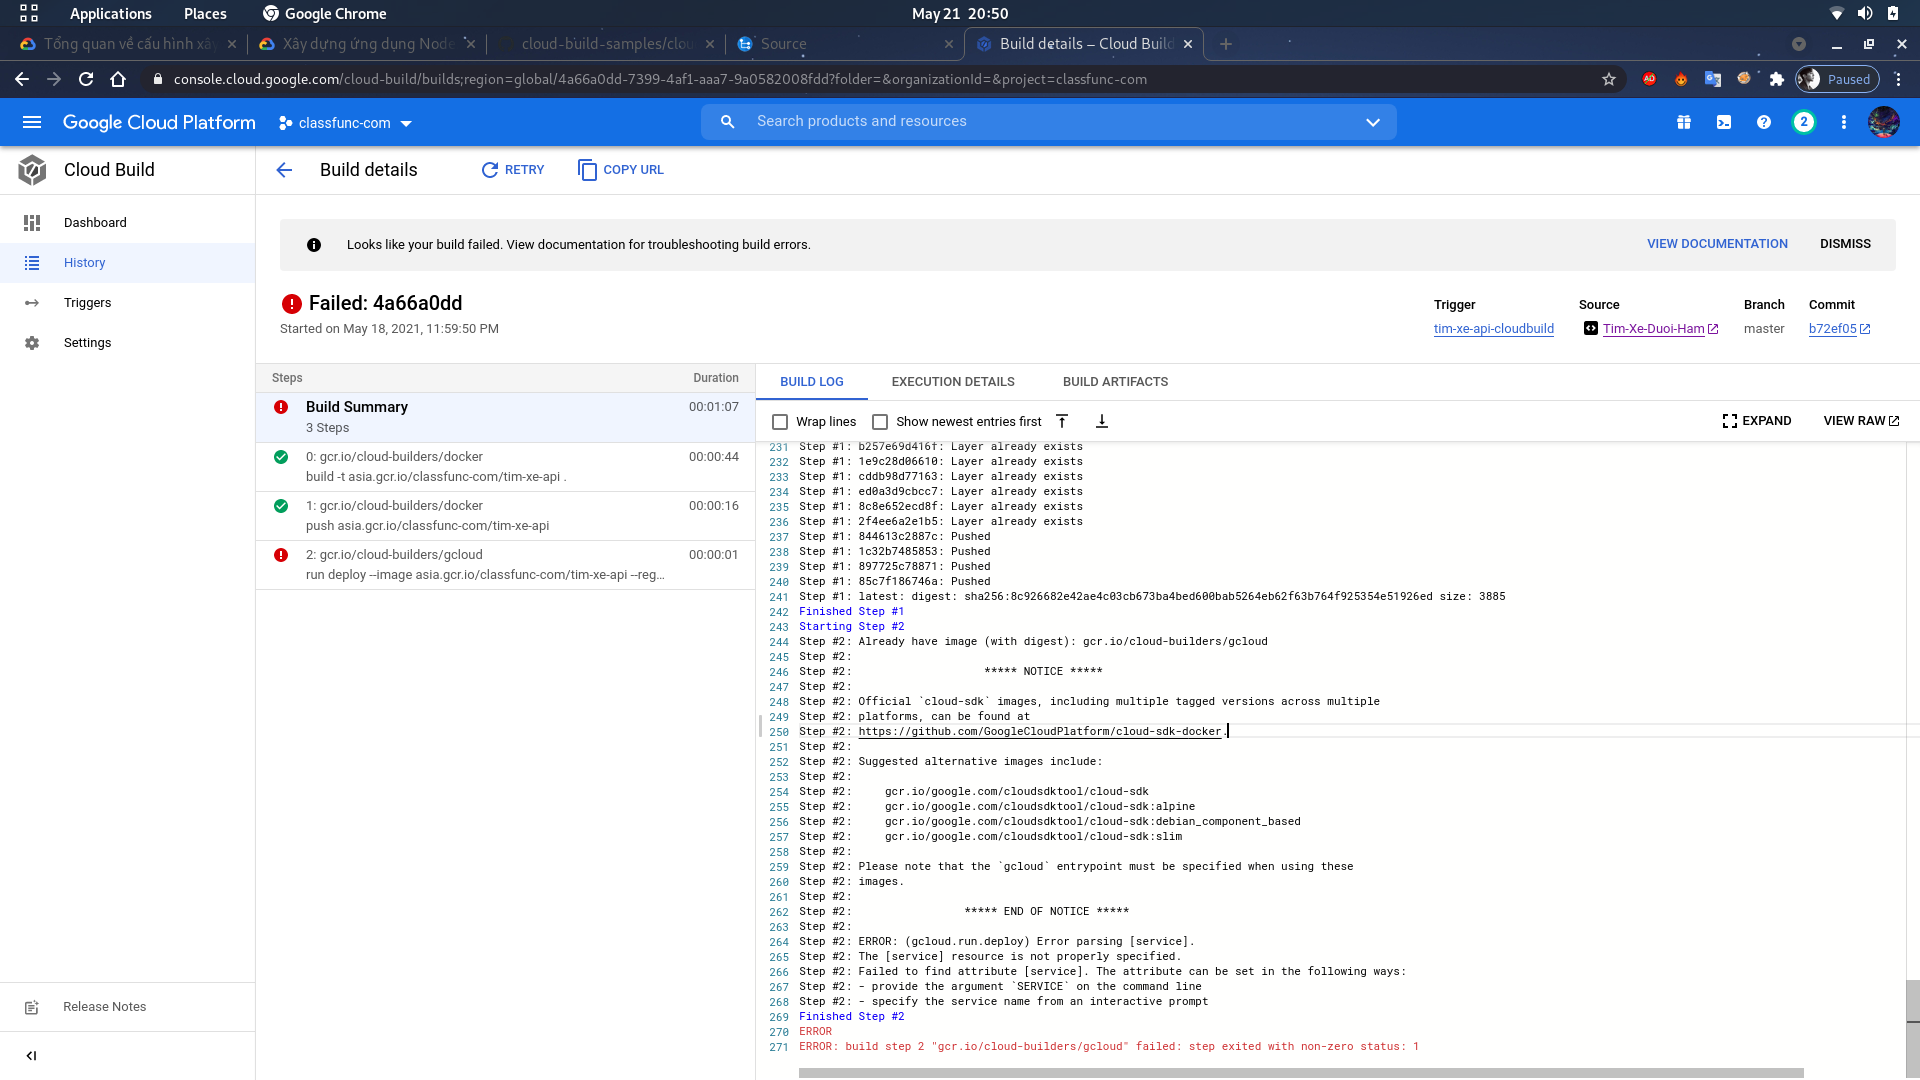 Applications Places Google Chrome May 21 20:50
Tổng quan về cấu hình xây Xây dựng ứng dụng Node cloud-build-samples/clou Source Build details – Cloud Build
console.cloud.google.com/cloud-build/builds;region=global/4a66a0dd-7399-4af1-aaa7-9a0582008fdd?folder=&organizationId=&project=classfunc-com Paused
Google Cloud Platform classfunc-com Search products and resources 2
Cloud Build
Build details RETRY COPY URL
Dashboard
History
Triggers
Settings
Release Notes
Looks like your build failed. View documentation for troubleshooting build errors. VIEW DOCUMENTATION DISMISS
Failed: 4a66a0dd
Started on May 18, 2021, 11:59:50 PM
Trigger Source Branch Commit
tim-xe-api-cloudbuild Tim-Xe-Duoi-Ham master b72ef05
Steps Duration
Build Summary 00:01:07
3 Steps
0: gcr.io/cloud-builders/docker 00:00:44
build -t asia.gcr.io/classfunc-com/tim-xe-api .
1: gcr.io/cloud-builders/docker 00:00:16
push asia.gcr.io/classfunc-com/tim-xe-api
2: gcr.io/cloud-builders/gcloud 00:00:01
run deploy --image asia.gcr.io/classfunc-com/tim-xe-api --reg...
BUILD LOG EXECUTION DETAILS BUILD ARTIFACTS
Wrap lines Show newest entries first EXPAND VIEW RAW
231 Step #1: b257e69d416f: Layer already exists
232 Step #1: 1e9c28d06610: Layer already exists
233 Step #1: cddb98d77163: Layer already exists
234 Step #1: ed0a3d9cbcc7: Layer already exists
235 Step #1: 8c8e652ecd8f: Layer already exists
236 Step #1: 2f4ee6a2e1b5: Layer already exists
237 Step #1: 844613c2887c: Pushed
238 Step #1: 1c32b7485853: Pushed
239 Step #1: 897725c78871: Pushed
240 Step #1: 85c7f186746a: Pushed
241 Step #1: latest: digest: sha256:8c926682e42ae4c03cb673ba4bed600bab5264eb62f63b764f925354e51926ed size: 3885
242 Finished Step #1
243 Starting Step #2
244 Step #2: Already have image (with digest): gcr.io/cloud-builders/gcloud
245 Step #2:
246 Step #2: ***** NOTICE *****
247 Step #2:
248 Step #2: Official `cloud-sdk` images, including multiple tagged versions across multiple
249 Step #2: platforms, can be found at
250 Step #2: https://github.com/GoogleCloudPlatform/cloud-sdk-docker.
251 Step #2:
252 Step #2: Suggested alternative images include:
253 Step #2:
254 Step #2: gcr.io/google.com/cloudsdktool/cloud-sdk
255 Step #2: gcr.io/google.com/cloudsdktool/cloud-sdk:alpine
256 Step #2: gcr.io/google.com/cloudsdktool/cloud-sdk:debian_component_based
257 Step #2: gcr.io/google.com/cloudsdktool/cloud-sdk:slim
258 Step #2:
259 Step #2: Please note that the `gcloud` entrypoint must be specified when using these
260 Step #2: images.
261 Step #2:
262 Step #2: ***** END OF NOTICE *****
263 Step #2:
264 Step #2: ERROR: (gcloud.run.deploy) Error parsing [service].
265 Step #2: The [service] resource is not properly specified.
266 Step #2: Failed to find attribute [service]. The attribute can be set in the following ways:
267 Step #2: - provide the argument `SERVICE` on the command line
268 Step #2: - specify the service name from an interactive prompt
269 Finished Step #2
270 ERROR
271 ERROR: build step 2 "gcr.io/cloud-builders/gcloud" failed: step exited with non-zero status: 1